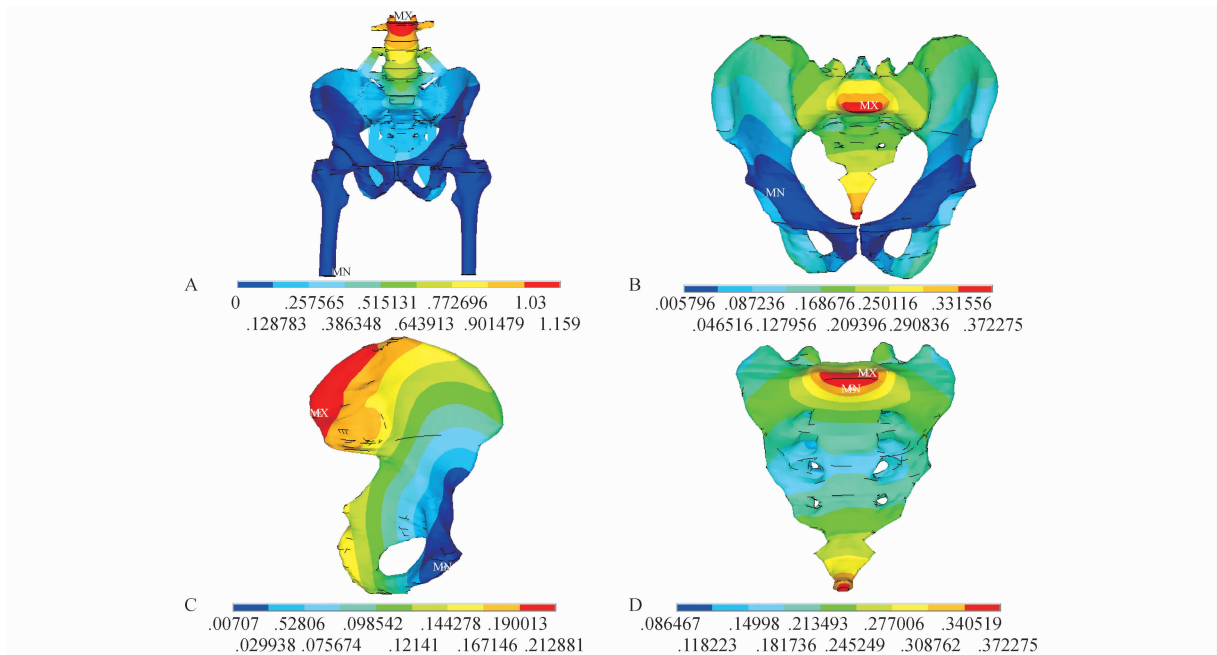 MX
MN
A
0 .257565 .515131 .772696 1.03
.128783 .386348 .643913 .901479 1.159
MX
MN
B
.005796 .087236 .168676 .250116 .331556
.046516 .127956 .209396 .290836 .372275
MX
MN
C
.00707 .52806 .098542 .144278 .190013
.029938 .075674 .12141 .167146 .212881
MX
MN
D
.086467 .14998 .213493 .277006 .340519
.118223 .181736 .245249 .308762 .372275